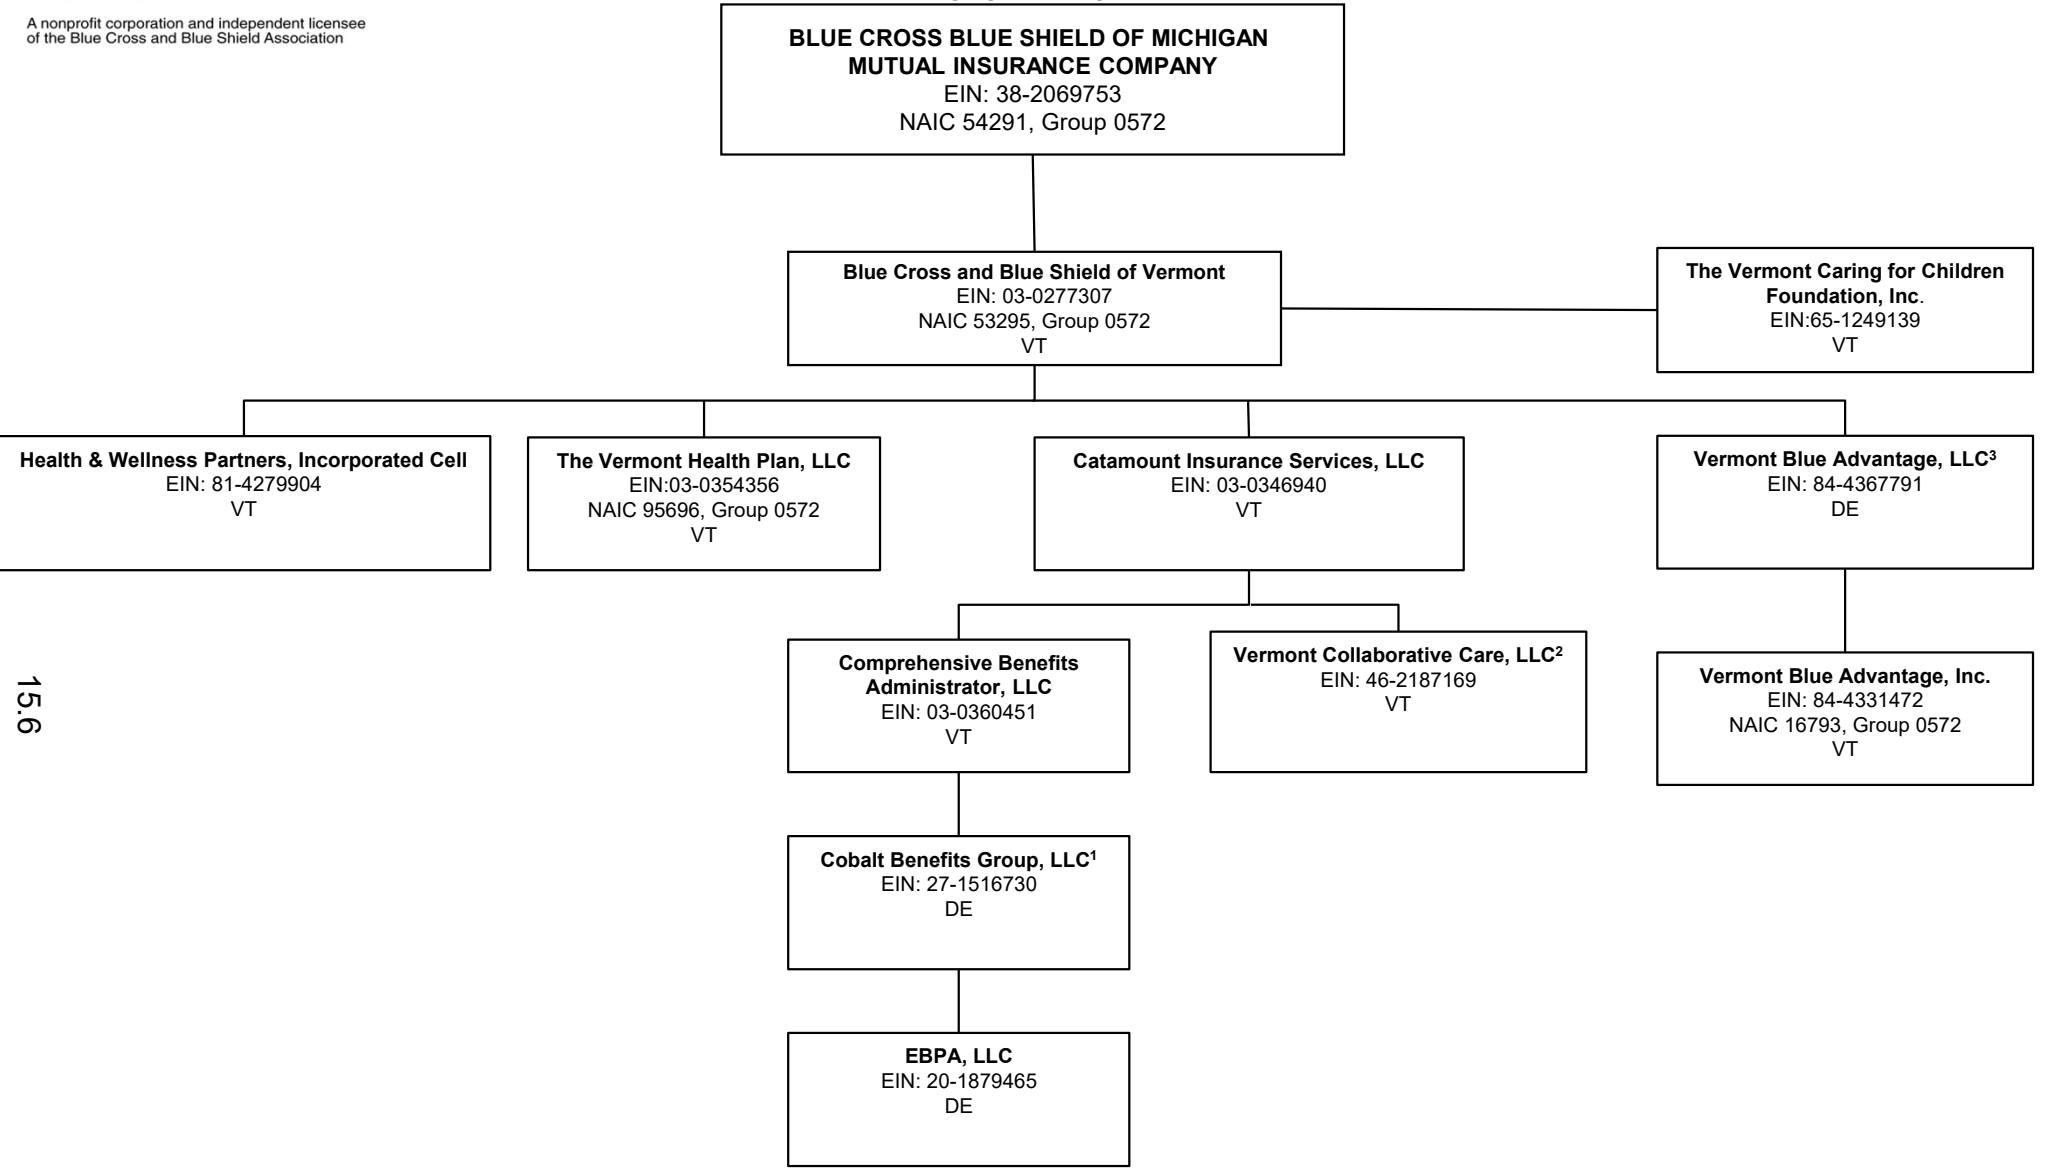 A nonprofit corporation and independent licensee
of the Blue Cross and Blue Shield Association
BLUE CROSS BLUE SHIELD OF MICHIGAN
MUTUAL INSURANCE COMPANY
EIN: 38-2069753
NAIC 54291, Group 0572
Blue Cross and Blue Shield of Vermont
EIN: 03-0277307
NAIC 53295, Group 0572
VT
The Vermont Caring for Children
Foundation, Inc.
EIN:65-1249139
VT
Health & Wellness Partners, Incorporated Cell
EIN: 81-4279904
VT
The Vermont Health Plan, LLC
EIN:03-0354356
NAIC 95696, Group 0572
VT
Catamount Insurance Services, LLC
EIN: 03-0346940
VT
Vermont Blue Advantage, LLC³
EIN: 84-4367791
DE
Comprehensive Benefits
Administrator, LLC
EIN: 03-0360451
VT
Vermont Collaborative Care, LLC²
EIN: 46-2187169
VT
Vermont Blue Advantage, Inc.
EIN: 84-4331472
NAIC 16793, Group 0572
VT
15.6
Cobalt Benefits Group, LLC¹
EIN: 27-1516730
DE
EBPA, LLC
EIN: 20-1879465
DE